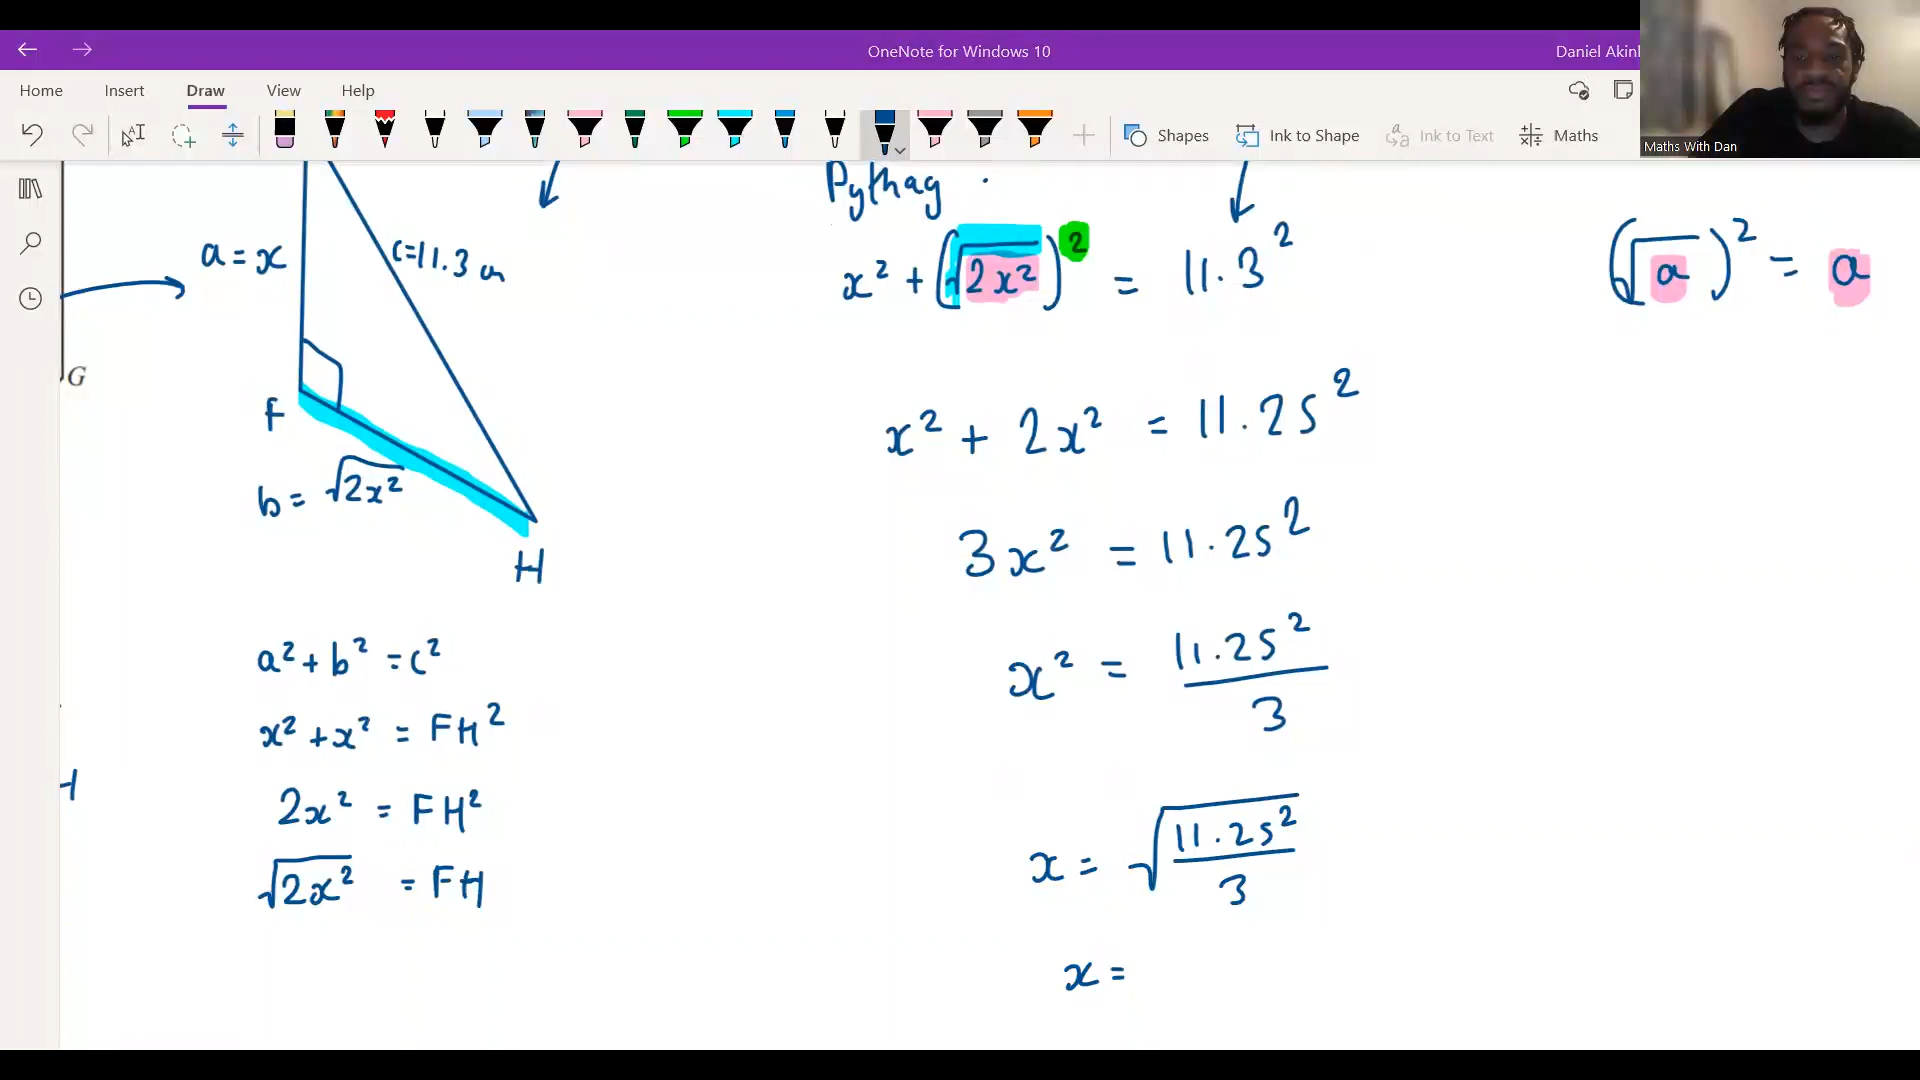 OneNote for Windows 10
Daniel Akinl
Home Insert Draw View Help
Shapes Ink to Shape Ink to Text Maths
Maths With Dan
a = x
c=11.3 cm
G
F
b = √2x²
H
a² + b² = c²
x² + x² = FH²
2x² = FH²
√2x² = FH
H
Pythag
x² + (√2x²)² = 11.3²
x² + 2x² = 11.25²
3x² = 11.25²
x² = 11.25²/3
x = √(11.25²/3)
x =
(√a)² = a